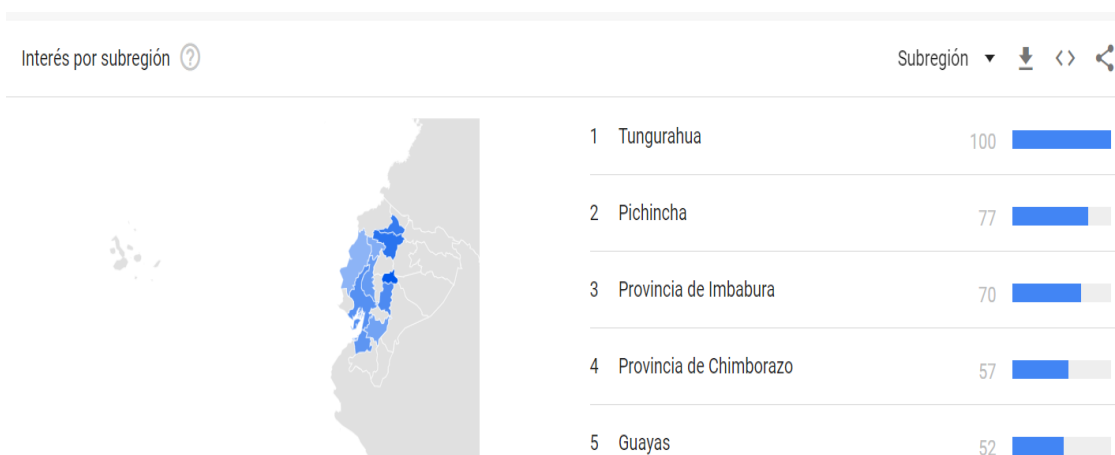 Interés por subregión ?
Subregión
1 Tungurahua 100
2 Pichincha 77
3 Provincia de Imbabura 70
4 Provincia de Chimborazo 57
5 Guayas 52